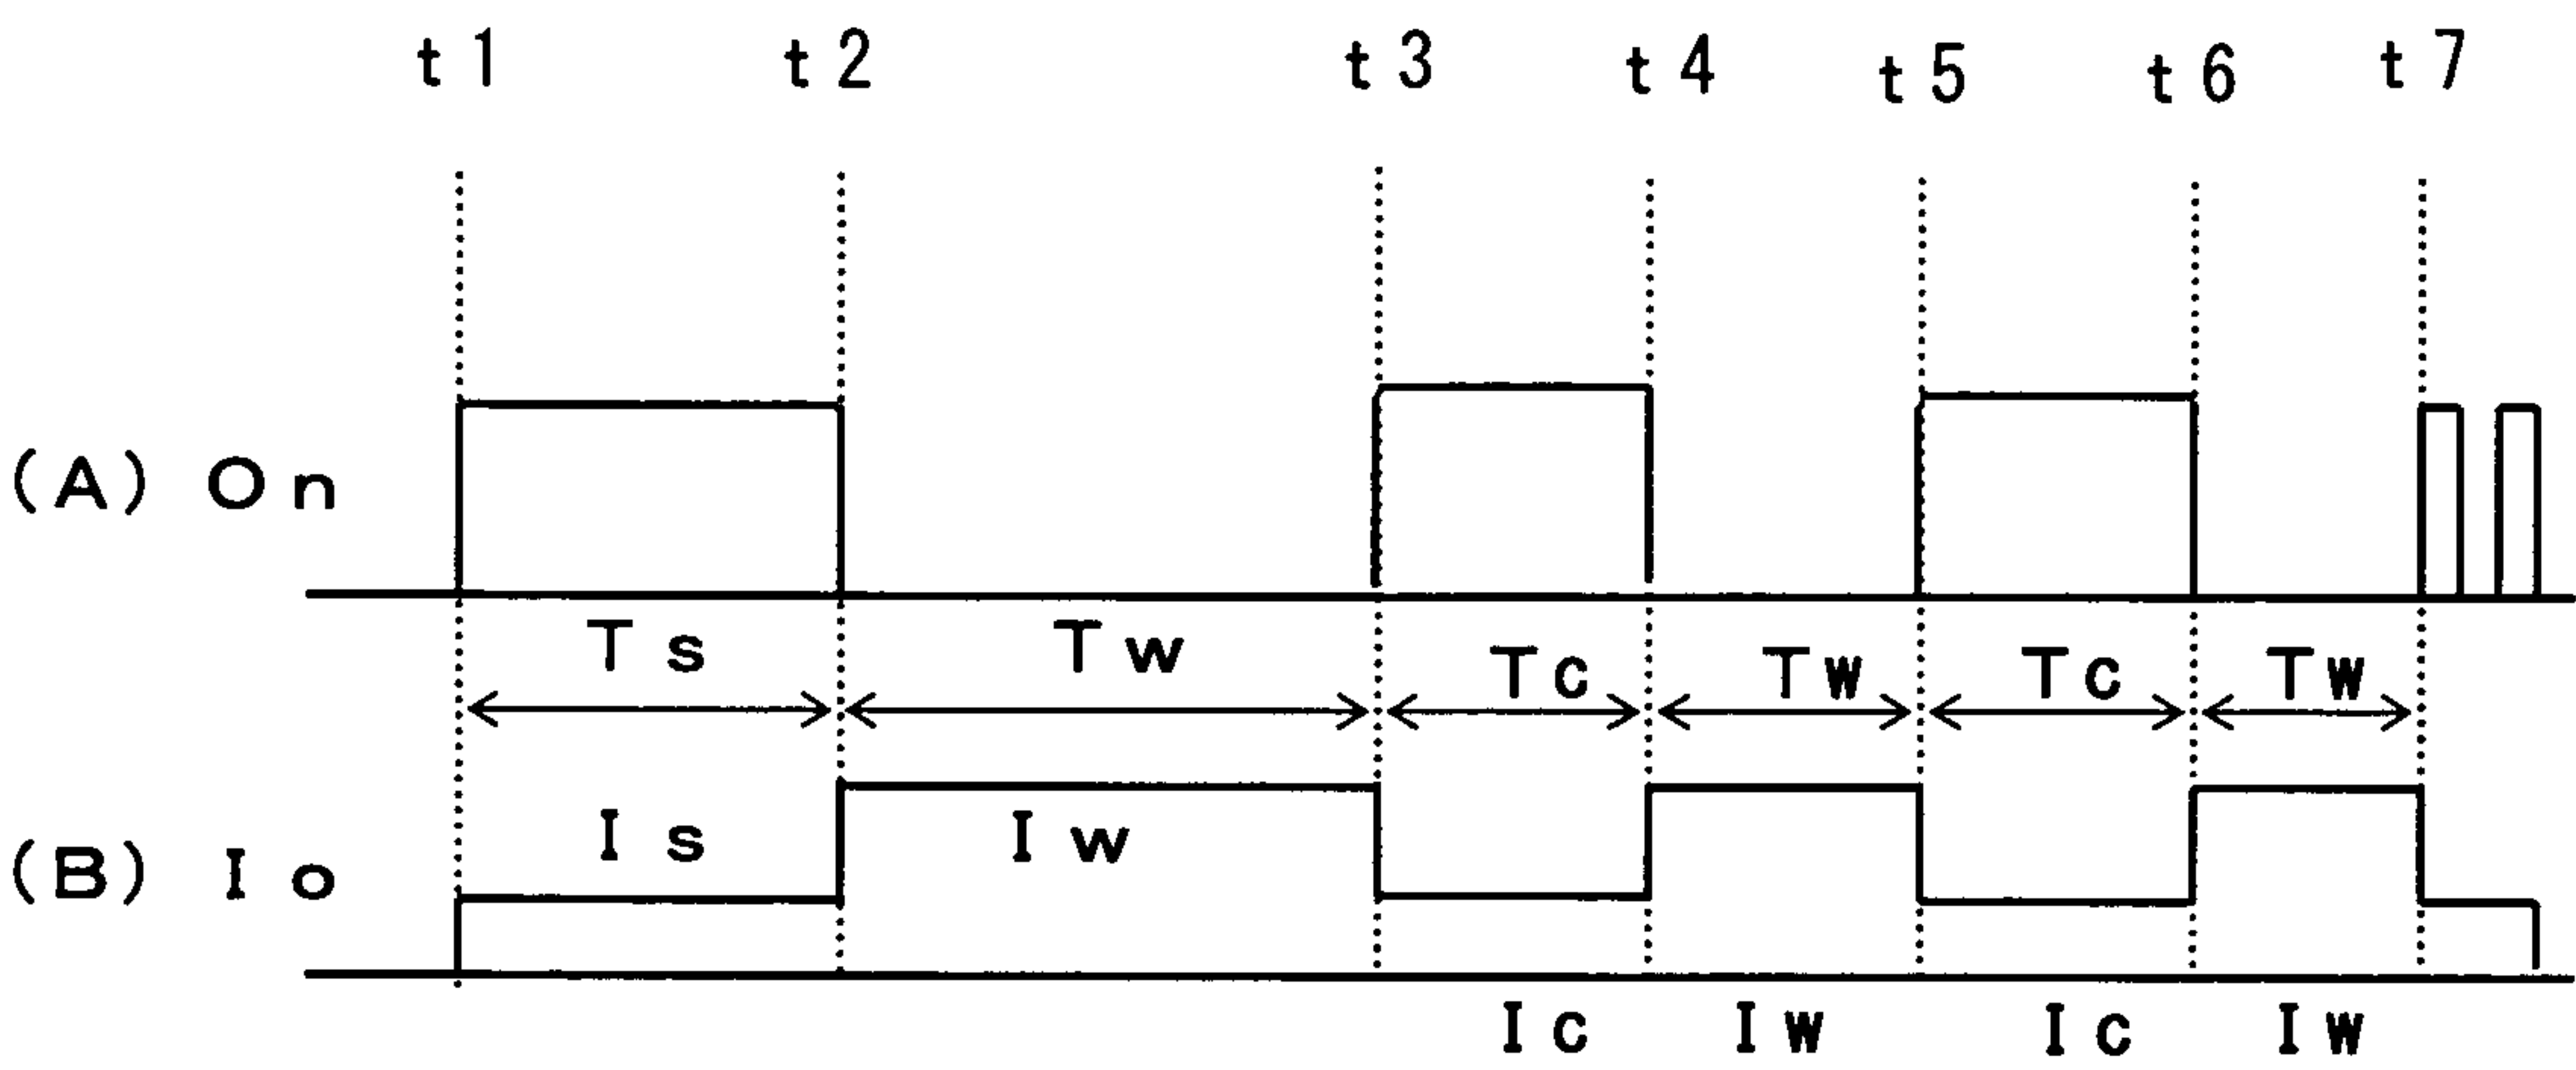 t1 t2 t3 t4 t5 t6 t7
(A) On
Ts Tw Tc Tw Tc Tw
Is Iw
(B) Io
Ic Iw Ic Iw